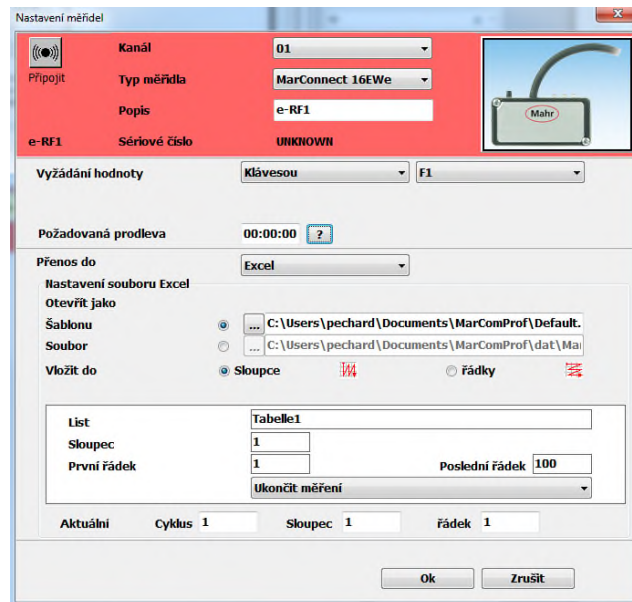 Nastavení měřidel
Kanál 01
Připojit
Typ měřidla MarConnect 16EWe
Popis e-RF1
Mahr
e-RF1 Sériové číslo UNKNOWN
Vyžádání hodnoty Klávesou F1
Požadovaná prodleva 00:00:00 ?
Přenos do Excel
Nastavení souboru Excel
Otevřít jako
Šablonu ... C:\Users\pechard\Documents\MarComProf\Default.
Soubor ... C:\Users\pechard\Documents\MarComProf\dat\Ma
Vložit do Sloupce řádky
List Tabelle1
Sloupec 1
První řádek 1 Poslední řádek 100
Ukončit měření
Aktuální Cyklus 1 Sloupec 1 řádek 1
Ok Zrušit